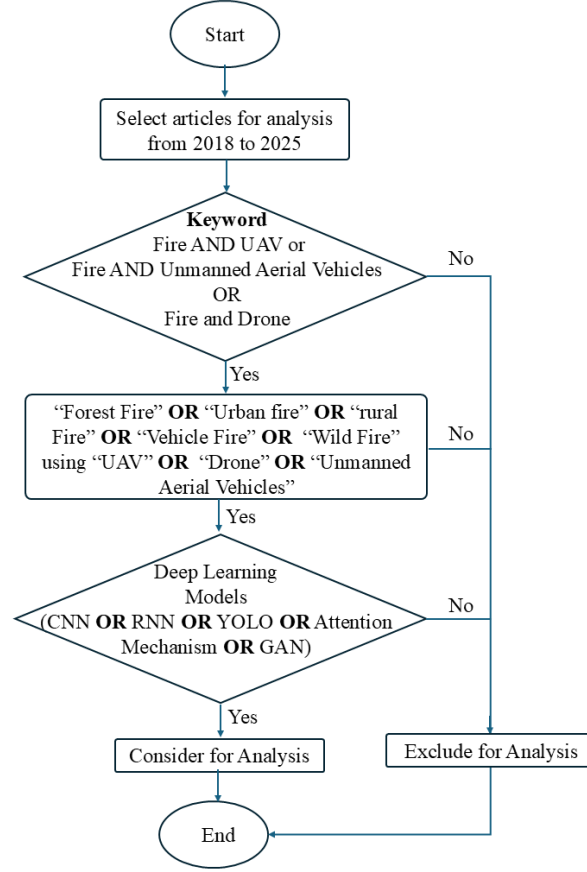 Start
Select articles for analysis
from 2018 to 2025
Keyword
Fire AND UAV or
Fire AND Unmanned Aerial Vehicles
OR
Fire and Drone
No
Yes
“Forest Fire” OR “Urban fire” OR “rural
Fire” OR “Vehicle Fire” OR “Wild Fire”
using “UAV” OR “Drone” OR “Unmanned
Aerial Vehicles”
No
Yes
Deep Learning
Models
(CNN OR RNN OR YOLO OR Attention
Mechanism OR GAN)
No
Yes
Consider for Analysis
Exclude for Analysis
End